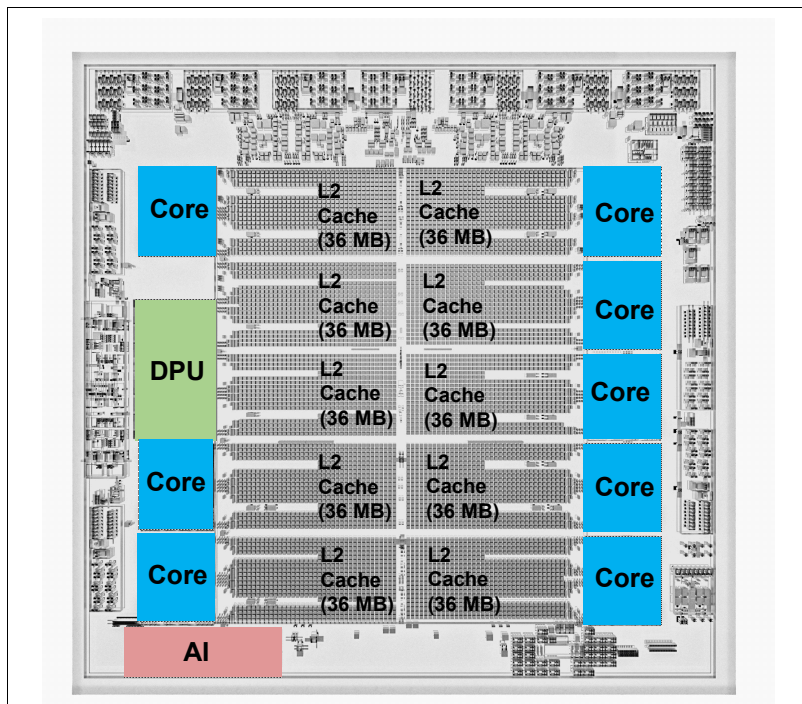 Core
L2
Cache
(36 MB)
L2
Cache
(36 MB)
Core
L2
Cache
(36 MB)
L2
Cache
(36 MB)
Core
DPU
L2
Cache
(36 MB)
L2
Cache
(36 MB)
Core
Core
L2
Cache
(36 MB)
L2
Cache
(36 MB)
Core
Core
L2
Cache
(36 MB)
L2
Cache
(36 MB)
Core
AI